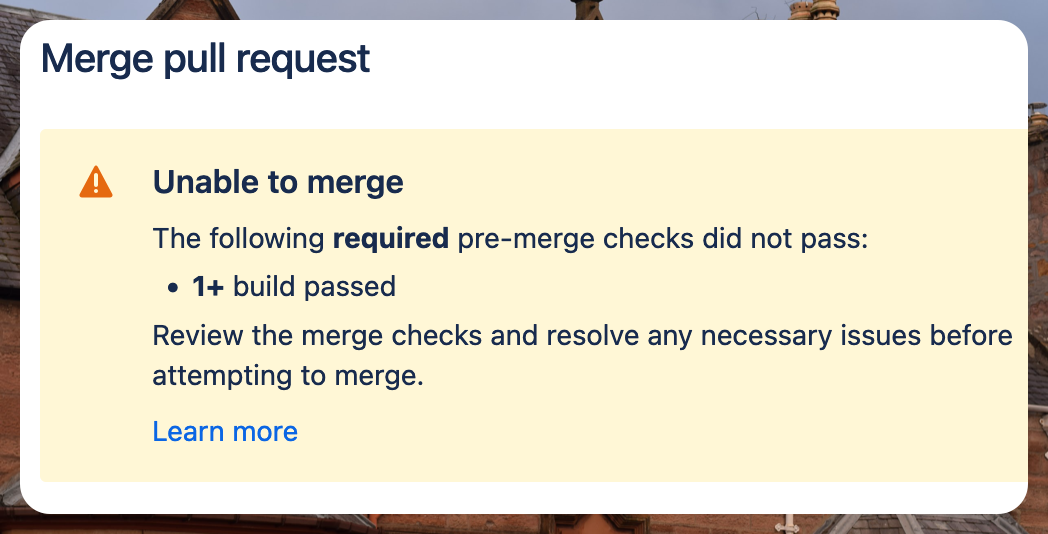 Merge pull request
Unable to merge
The following required pre-merge checks did not pass:
• 1+ build passed
Review the merge checks and resolve any necessary issues before
attempting to merge.
Learn more